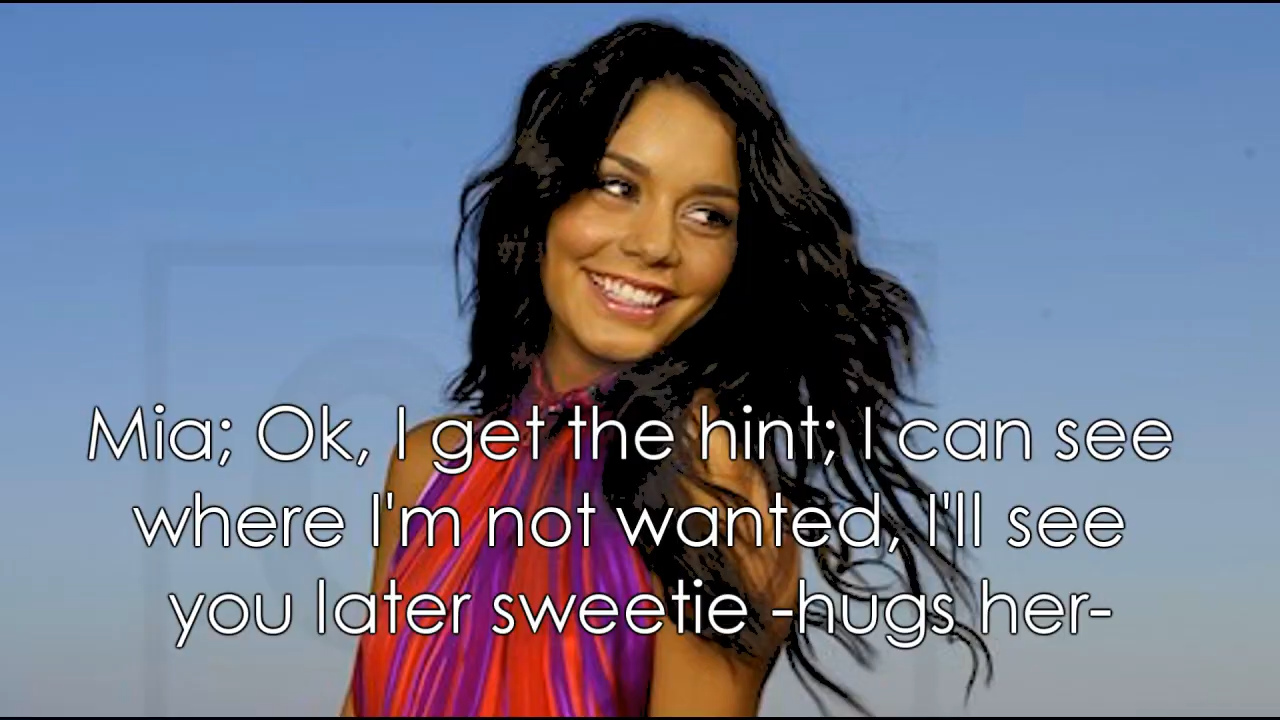 Mia; Ok, I get the hint; I can see
where I'm not wanted, I'll see
you later sweetie -hugs her-